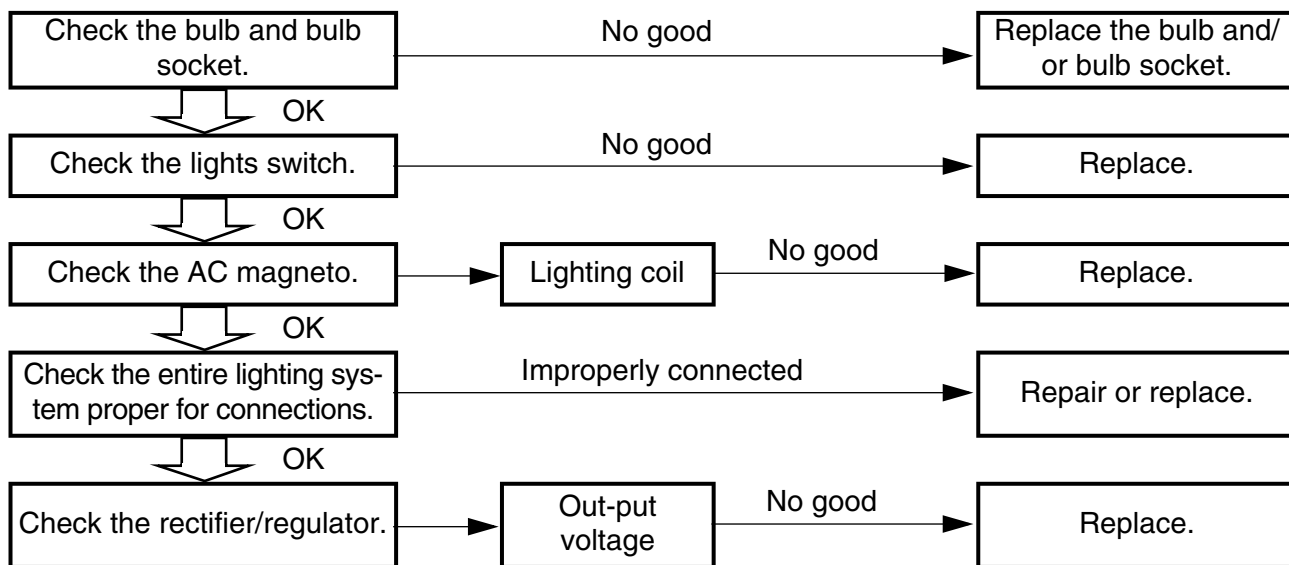 Check the bulb and bulb
socket.
No good
Replace the bulb and/
or bulb socket.
OK
Check the lights switch.
No good
Replace.
OK
Check the AC magneto.
Lighting coil
No good
Replace.
OK
Check the entire lighting sys-
tem proper for connections.
Improperly connected
Repair or replace.
OK
Check the rectifier/regulator.
Out-put
voltage
No good
Replace.